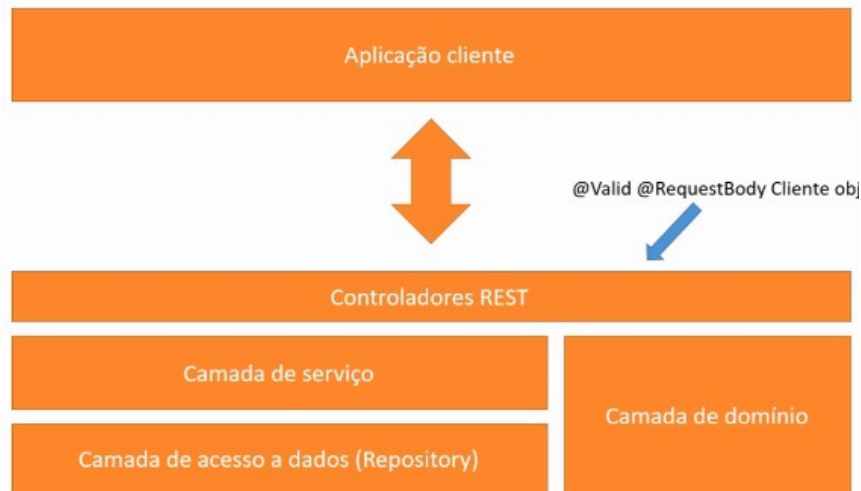 Aplicação cliente
@Valid @RequestBody Cliente obj
Controladores REST
Camada de serviço
Camada de domínio
Camada de acesso a dados (Repository)